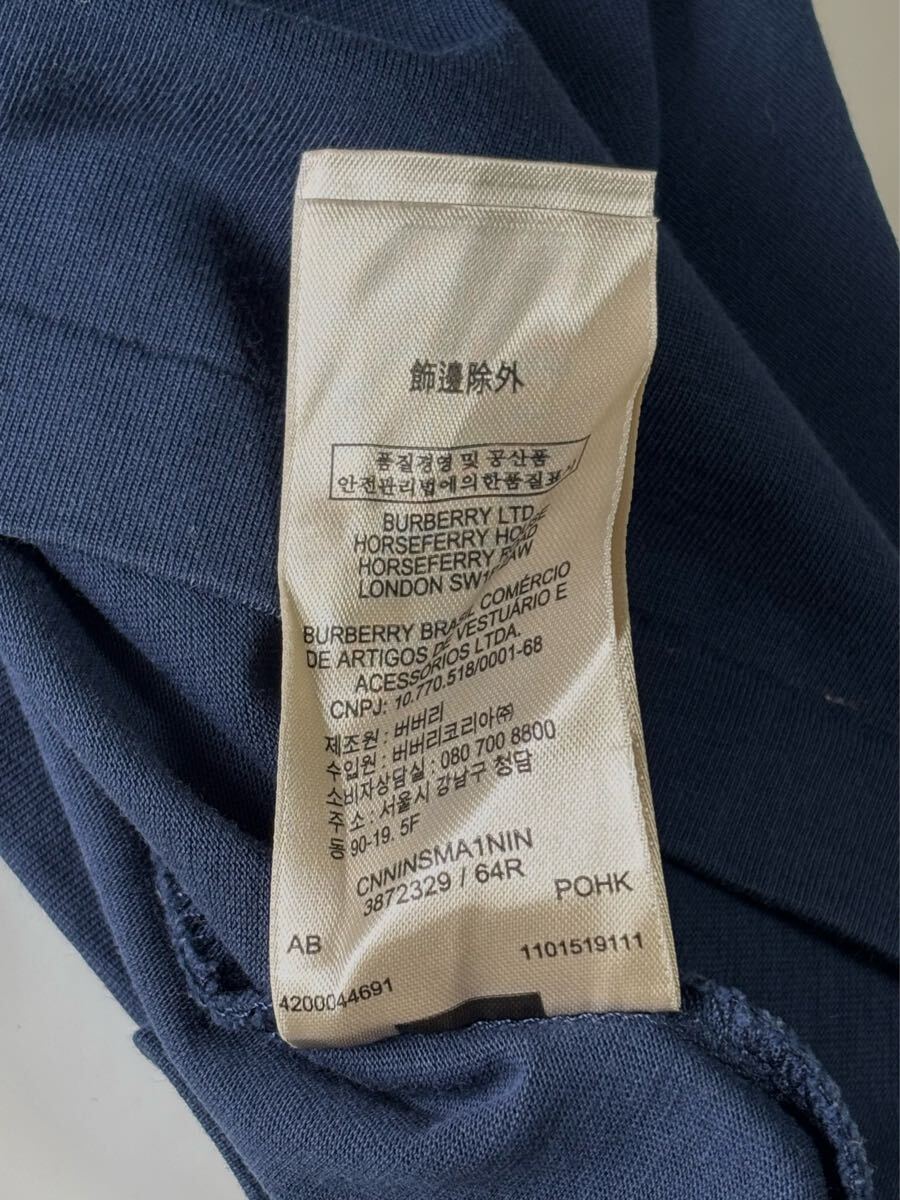 飾邊除外
품질경영 및 공산품
안전관리법에의한품질표
BURBERRY LTD
HORSEFERRY
HORSEFERRY
LONDON
BURBERRY COMÉRCIO
DE ARTIGOS DE VESTUÁRIO E
ACESSÓRIOS LTDA.
CNPJ: 10.770.518/0001-68
제조원 : 버버리
수입원 : 버버리코리아㈜
소비자상담실 : 080 700 8800
주 소 : 서울시 강남구 청담
동 90-19. 5F
CNNINSMA1NIN
3872329 / 64R
POHK
AB
1101519111
4200044691